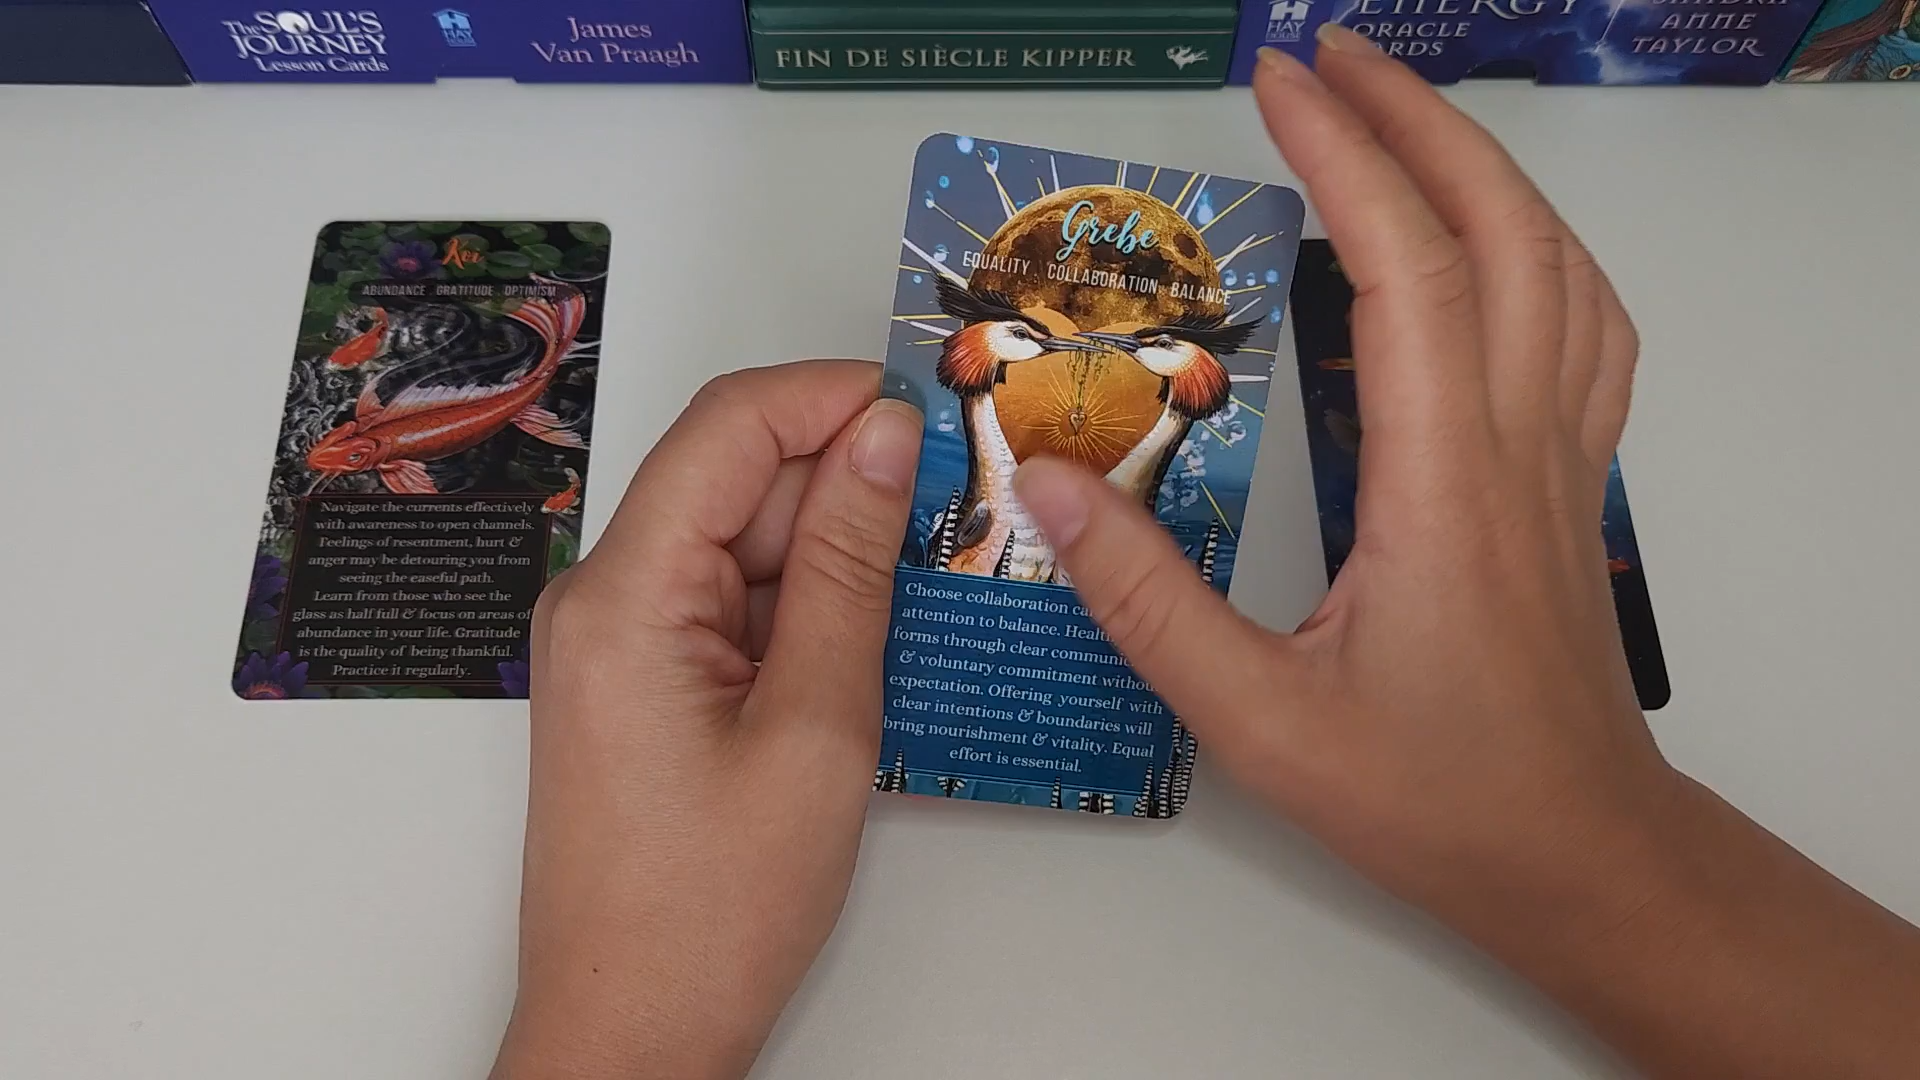 The SOUL'S
JOURNEY
Lesson Cards
HAY
HOUSE
James
Van Praagh
FIN DE SIÈCLE KIPPER
HAY
HOUSE
ENERGY
ORACLE
ARDS
SANDRA
ANNE
TAYLOR
Koi
ABUNDANCE . GRATITUDE . OPTIMISM
Navigate the currents effectively
with awareness to open channels.
Feelings of resentment, hurt &
anger may be detouring you from
seeing the easeful path.
Learn from those who see the
glass as half full & focus on areas of
abundance in your life. Gratitude
is the quality of being thankful.
Practice it regularly.
Grebe
EQUALITY . COLLABORATION . BALANCE
Choose collaboration
attention to balance.
forms through clear
& voluntary commitment without
expectation. Offering yourself with
clear intentions & boundaries will
bring nourishment & vitality. Equal
effort is essential.